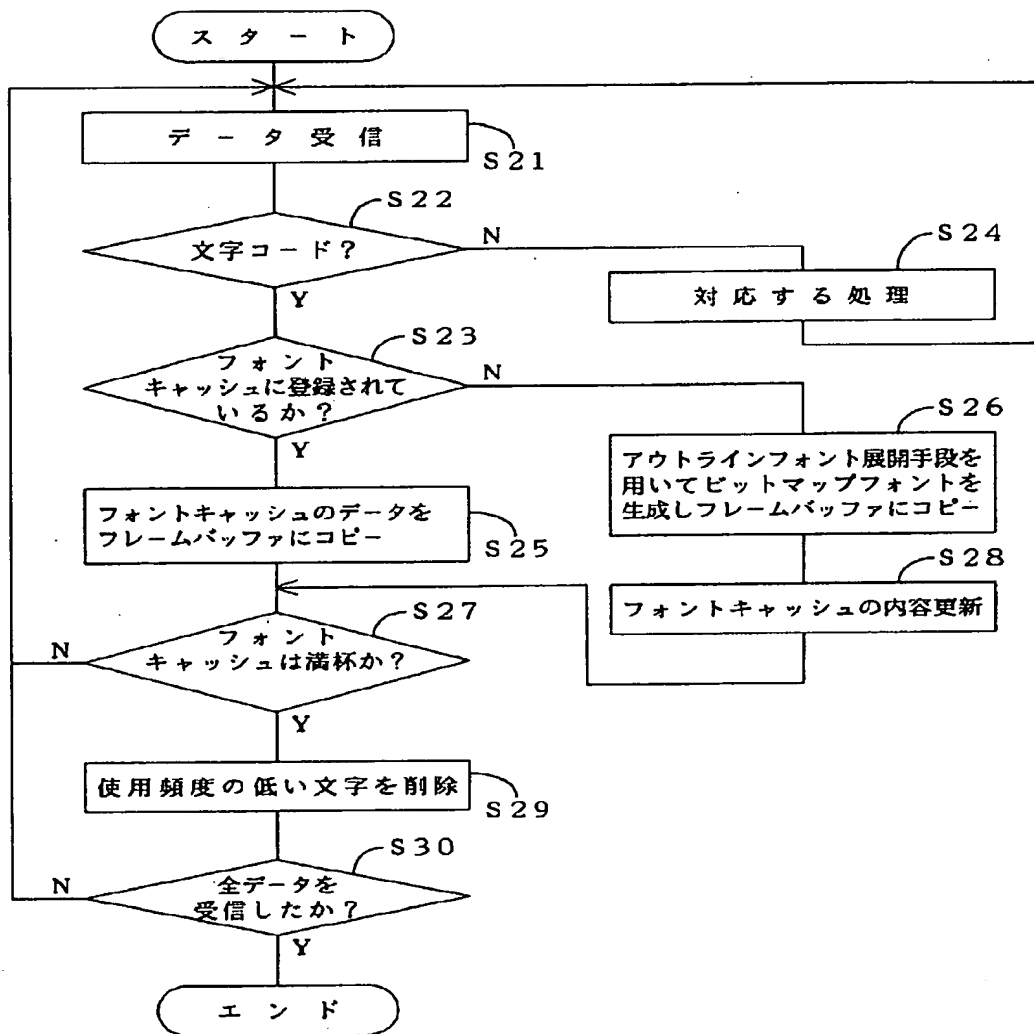 スタート
データ受信
S21
S22
文字コード?
N
Y
S24
対応する処理
S23
フォント
キャッシュに登録されて
いるか?
N
Y
S26
アウトラインフォント展開手段を
用いてビットマップフォントを
生成しフレームバッファにコピー
フォントキャッシュのデータを
フレームバッファにコピー
S25
S28
フォントキャッシュの内容更新
S27
フォント
キャッシュは満杯か?
N
Y
使用頻度の低い文字を削除
S29
S30
全データを
受信したか?
N
Y
エンド